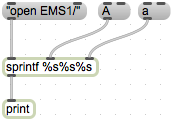 "open EMS1/" A a
sprintf %s%s%s
print